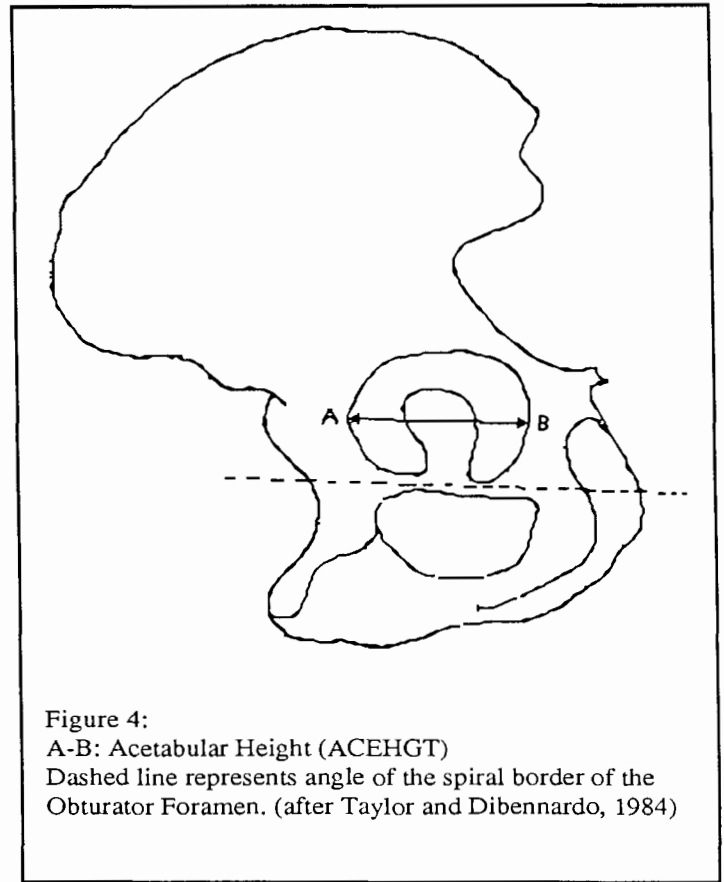 A B
Figure 4:
A-B: Acetabular Height (ACEHGT)
Dashed line represents angle of the spiral border of the
Obturator Foramen. (after Taylor and Dibennardo, 1984)